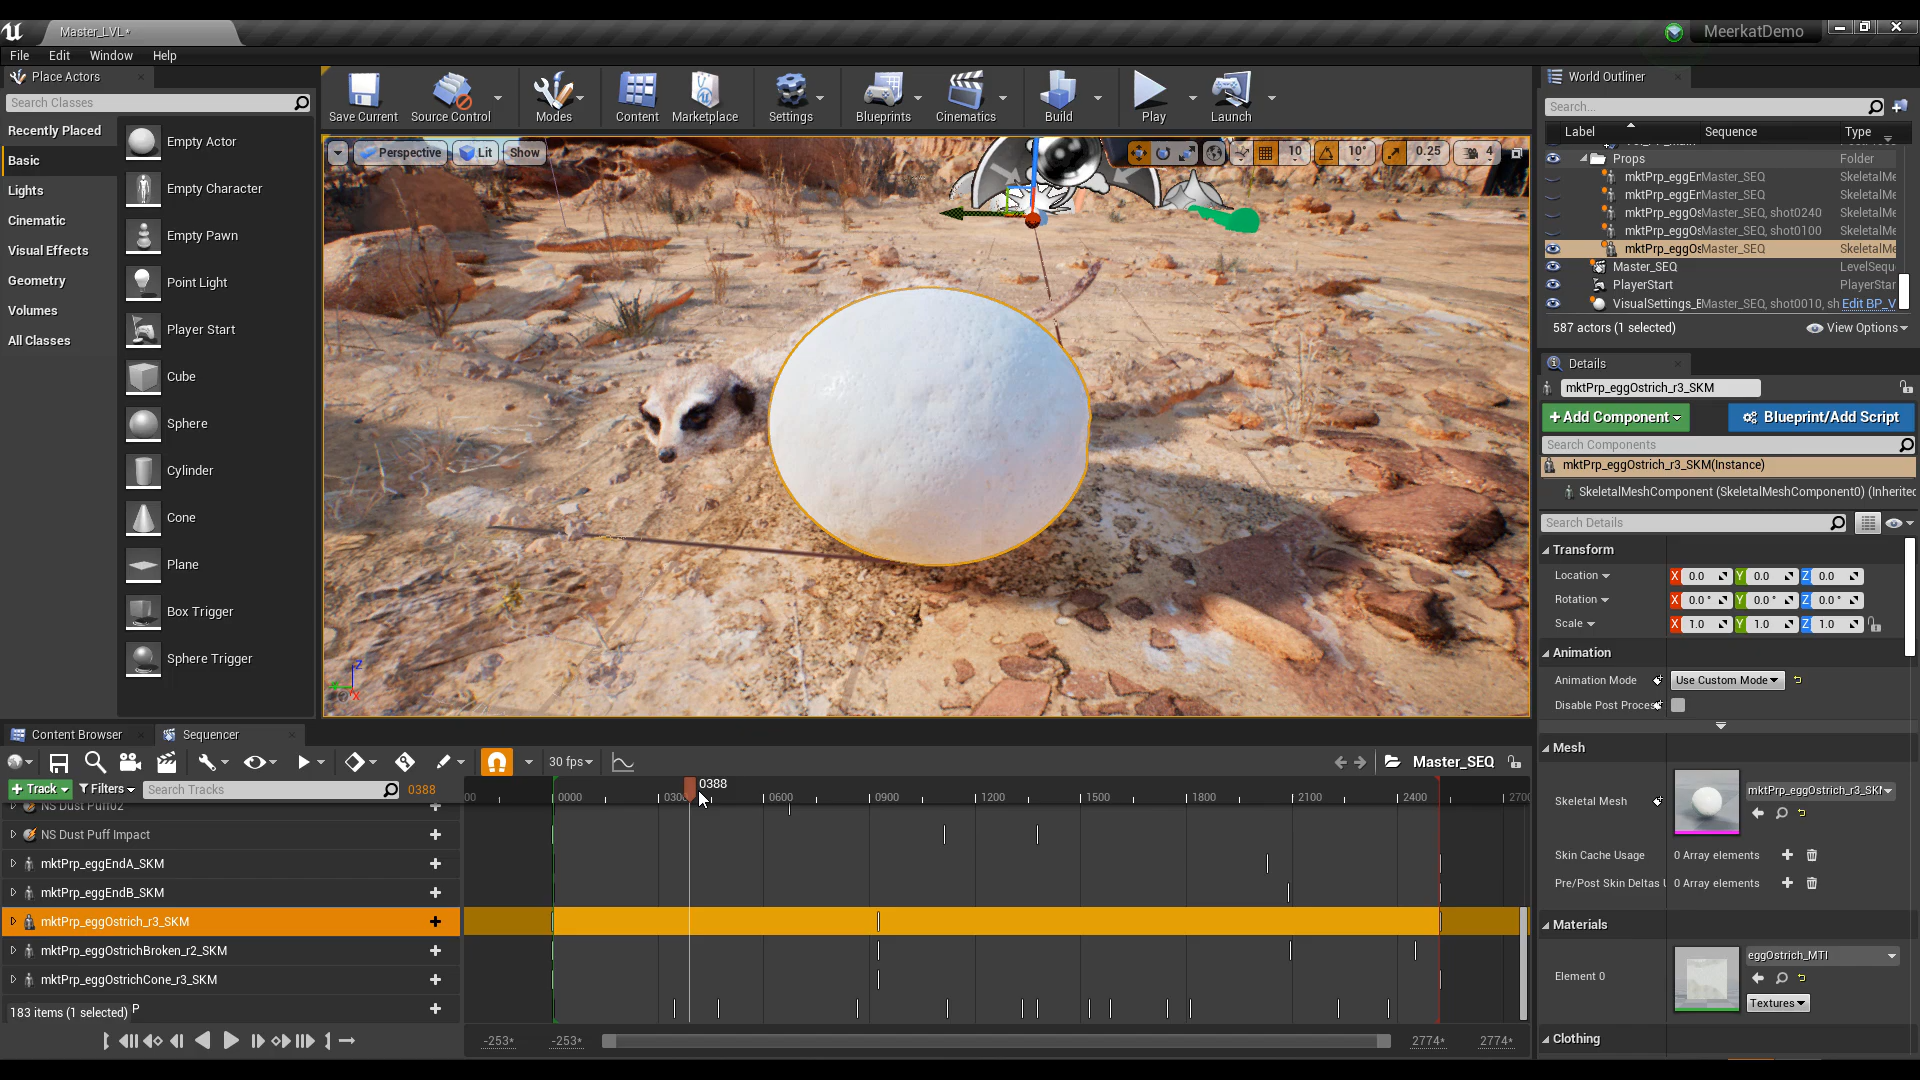 Master_LVL*
MeerkatDemo
File Edit Window Help
Place Actors
Search Classes
Recently Placed
Basic
Lights
Cinematic
Visual Effects
Geometry
Volumes
All Classes
Empty Actor
Empty Character
Empty Pawn
Point Light
Player Start
Cube
Sphere
Cylinder
Cone
Plane
Box Trigger
Sphere Trigger
Save Current Source Control Modes Content Marketplace Settings Blueprints Cinematics Build Play Launch
Perspective Lit Show
10 10° 0.25 4
Z
X
World Outliner
Search...
Label Sequence Type
Props Folder
mktPrp_eggEr Master_SEQ SkeletalMe
mktPrp_eggEr Master_SEQ SkeletalMe
mktPrp_eggOs Master_SEQ, shot0240 SkeletalMe
mktPrp_eggOs Master_SEQ, shot0100 SkeletalMe
mktPrp_eggOs Master_SEQ SkeletalMe
Master_SEQ LevelSequ
PlayerStart PlayerStar
VisualSettings_E Master_SEQ, shot0010, sh Edit BP_V
587 actors (1 selected) View Options
Details
mktPrp_eggOstrich_r3_SKM
+ Add Component Blueprint/Add Script
Search Components
mktPrp_eggOstrich_r3_SKM(Instance)
SkeletalMeshComponent (SkeletalMeshComponent0) (Inherited
Search Details
Transform
Location X 0.0 Y 0.0 Z 0.0
Rotation X 0.0° Y 0.0° Z 0.0°
Scale X 1.0 Y 1.0 Z 1.0
Animation
Animation Mode Use Custom Mode
Disable Post Proces
Mesh
Skeletal Mesh mktPrp_eggOstrich_r3_SKM
Skin Cache Usage 0 Array elements
Pre/Post Skin Deltas U 0 Array elements
Materials
Element 0 eggOstrich_MTI
Textures
Clothing
Content Browser Sequencer
30 fps
Master_SEQ
+ Track Filters Search Tracks 0388
00 0000 0300 0388 0600 0900 1200 1500 1800 2100 2400 2700
NS Dust Puff02
NS Dust Puff Impact
mktPrp_eggEndA_SKM
mktPrp_eggEndB_SKM
mktPrp_eggOstrich_r3_SKM
mktPrp_eggOstrichBroken_r2_SKM
mktPrp_eggOstrichCone_r3_SKM
183 items (1 selected) P
-253* -253* 2774* 2774*